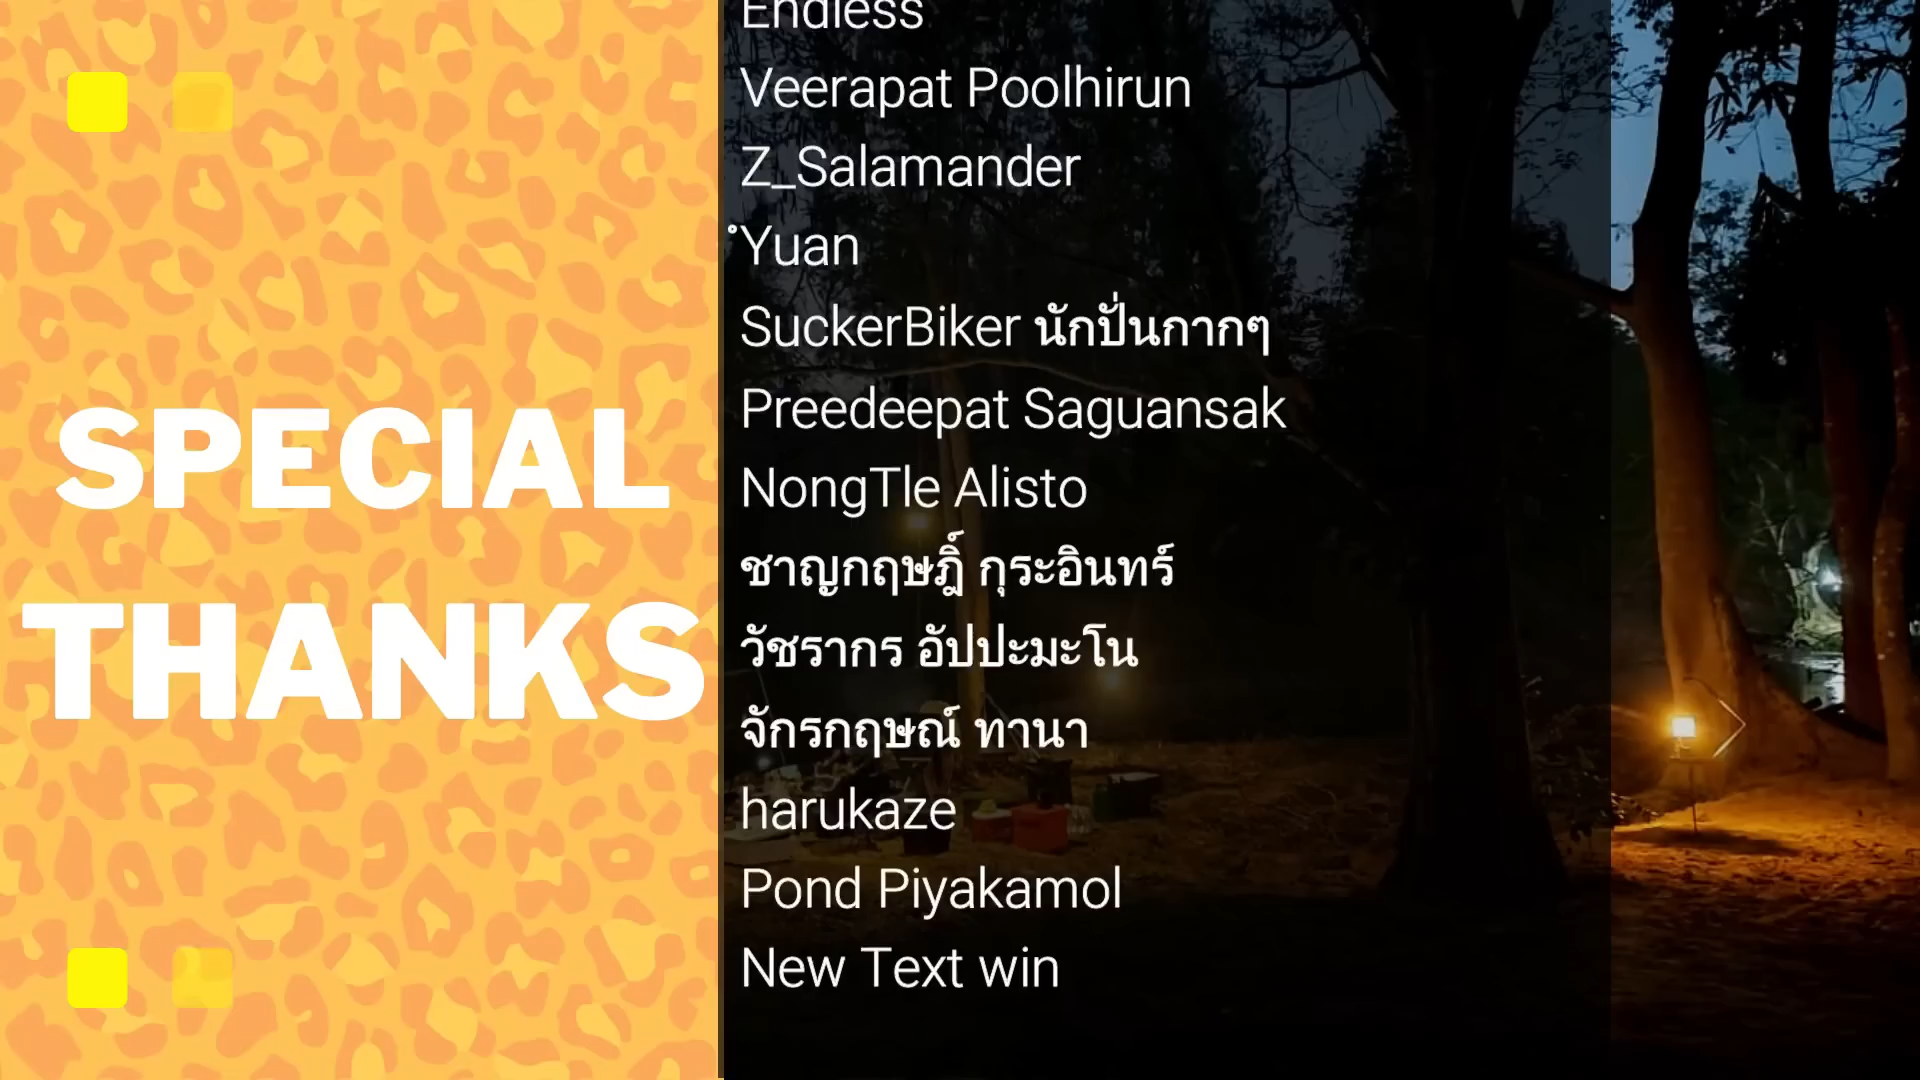 SPECIAL
THANKS
Endless
Veerapat Poolhirun
Z_Salamander
ํYuan
SuckerBiker นักปั่นกากๆ
Preedeepat Saguansak
NongTle Alisto
ชาญกฤษฎิ์ กุระอินทร์
วัชรากร อัปปะมะโน
จักรกฤษณ์ ทานา
harukaze
Pond Piyakamol
New Text win